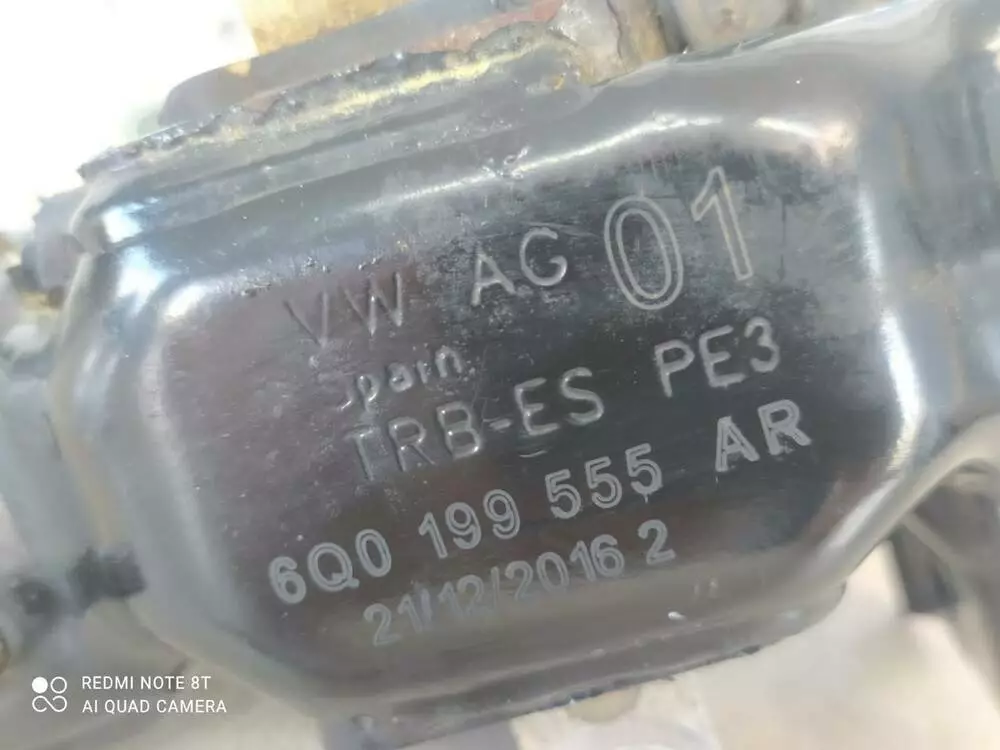 VW AG 01
Spain
TRB-ES PE3
6Q0 199 555 AR
21/12/2016 2
REDMI NOTE 8T
AI QUAD CAMERA